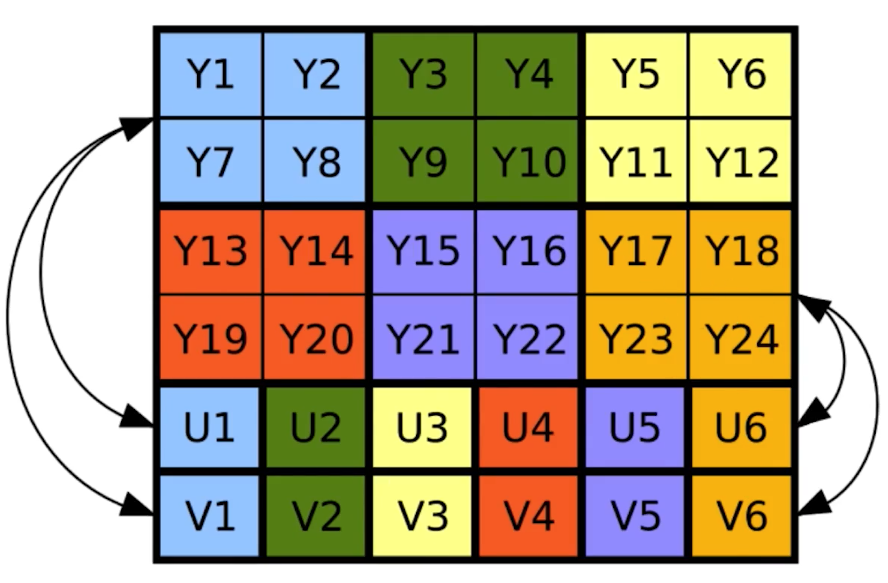 Y1 Y2 Y3 Y4 Y5 Y6
Y7 Y8 Y9 Y10 Y11 Y12
Y13 Y14 Y15 Y16 Y17 Y18
Y19 Y20 Y21 Y22 Y23 Y24
U1 U2 U3 U4 U5 U6
V1 V2 V3 V4 V5 V6